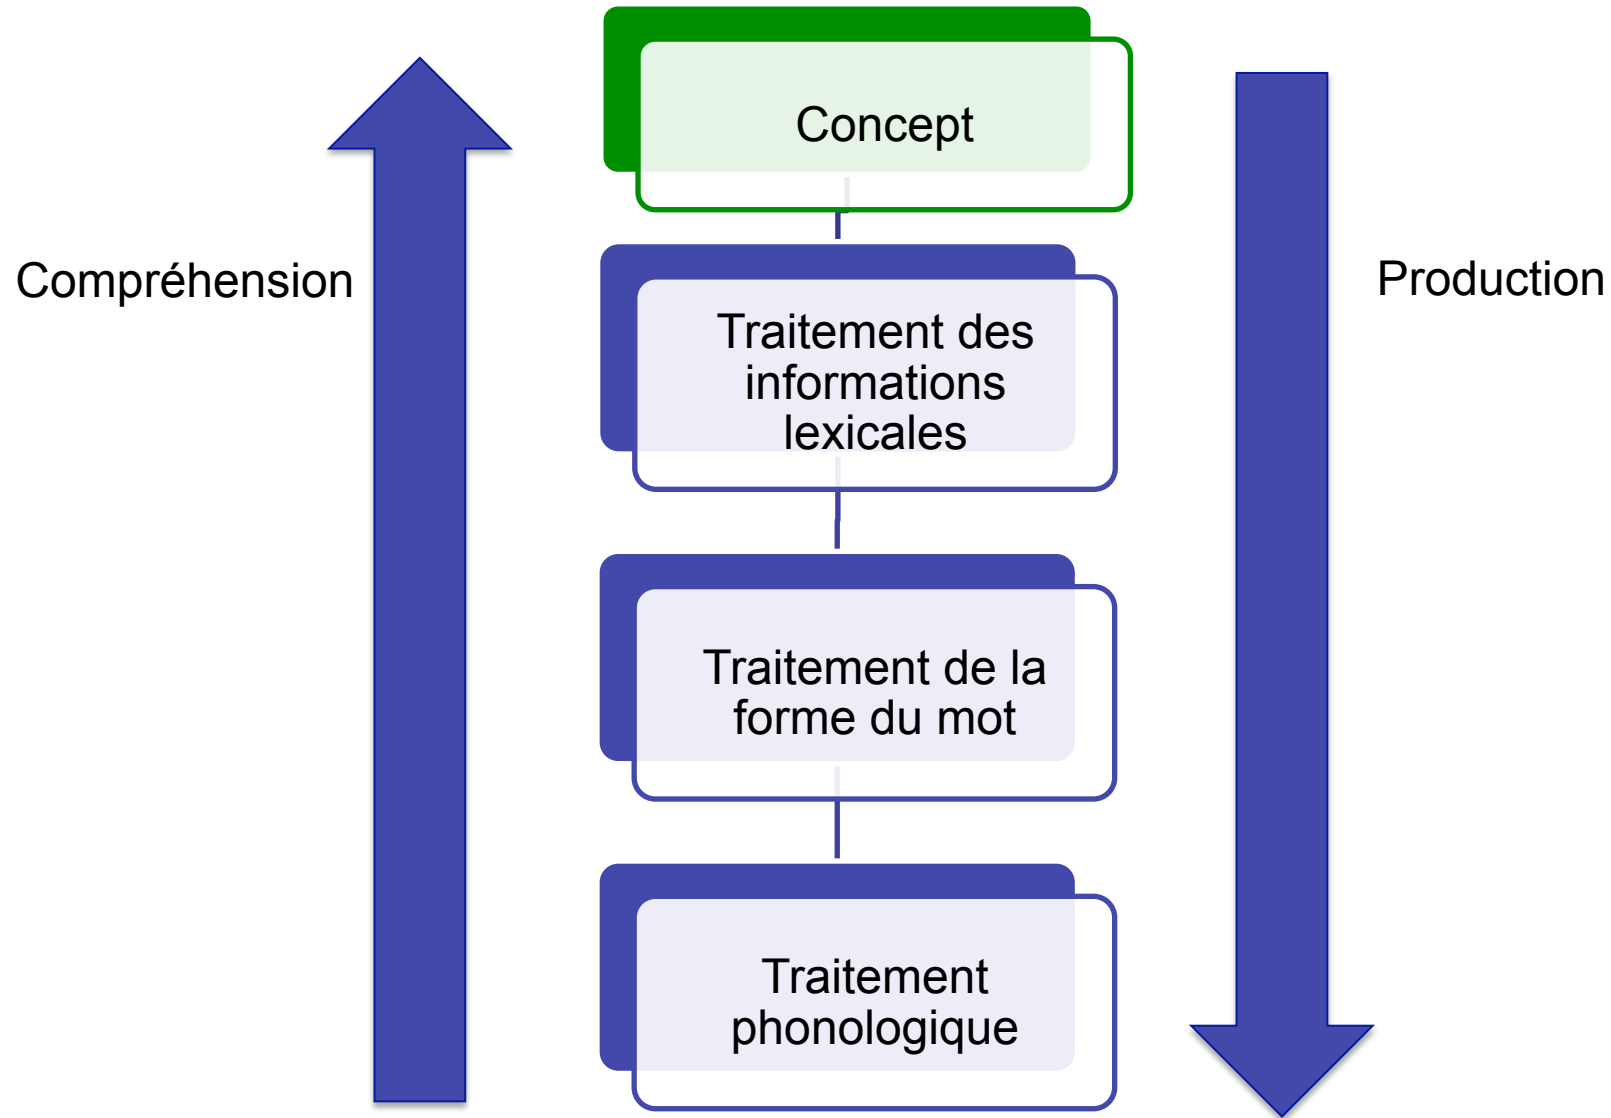 Concept
Compréhension
Production
Traitement des
informations
lexicales
Traitement de la
forme du mot
Traitement
phonologique